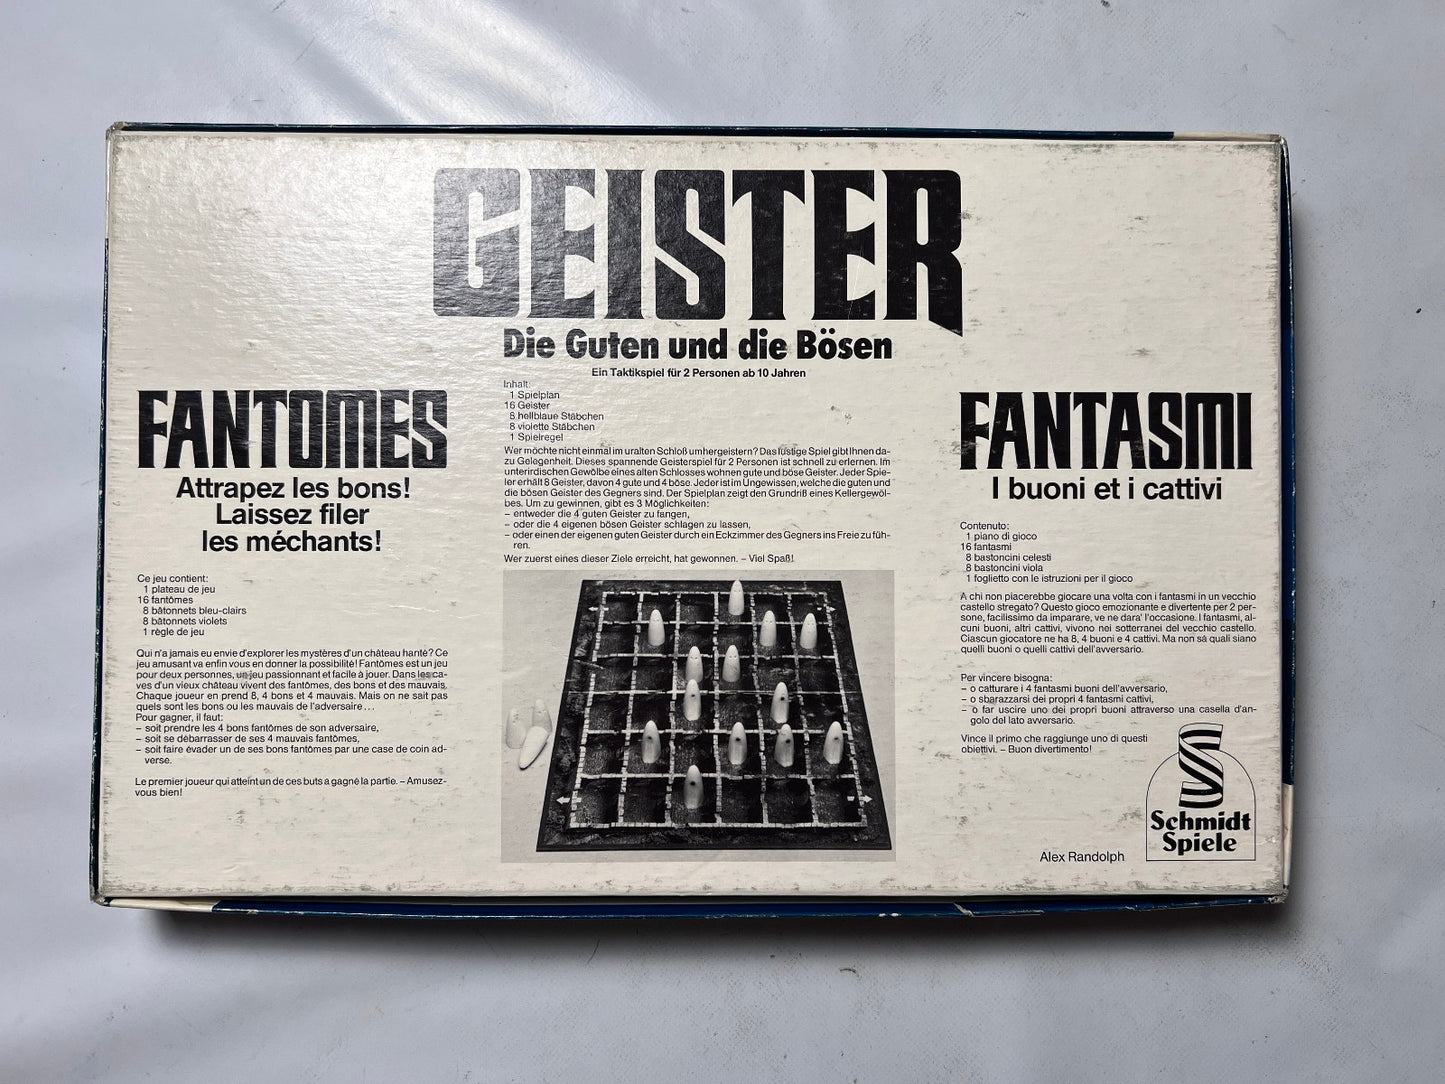 GEISTER
Die Guten und die Bösen
Ein Taktikspiel für 2 Personen ab 10 Jahren
Inhalt:
1 Spielplan
16 Geister
8 hellblaue Stäbchen
8 violette Stäbchen
1 Spielregel
Wer möchte nicht einmal im uralten Schloß umhergeistern? Das lustige Spiel gibt Ihnen da-
zu Gelegenheit. Dieses spannende Geisterspiel für 2 Personen ist schnell zu erlernen. Im
unterirdischen Gewölbe eines alten Schlosses wohnen gute und böse Geister. Jeder Spie-
ler erhält 8 Geister, davon 4 gute und 4 böse. Jeder ist im Ungewissen, welche die guten und
die bösen Geister des Gegners sind. Der Spielplan zeigt den Grundriß eines Kellergewöl-
bes. Um zu gewinnen, gibt es 3 Möglichkeiten:
– entweder die 4 guten Geister zu fangen,
– oder die 4 eigenen bösen Geister schlagen zu lassen,
– oder einen der eigenen guten Geister durch ein Eckzimmer des Gegners ins Freie zu füh-
ren.
Wer zuerst eines dieser Ziele erreicht, hat gewonnen. – Viel Spaß!
FANTOMES
Attrapez les bons!
Laissez filer
les méchants!
Ce jeu contient:
1 plateau de jeu
16 fantômes
8 bâtonnets bleu-clairs
8 bâtonnets violets
1 règle de jeu
Qui n'a jamais eu envie d'explorer les mystères d'un château hanté? Ce
jeu amusant va enfin vous en donner la possibilité! Fantômes est un jeu
pour deux personnes, un jeu passionnant et facile à jouer. Dans les ca-
ves d'un vieux château vivent des fantômes, des bons et des mauvais.
Chaque joueur en prend 8, 4 bons et 4 mauvais. Mais on ne sait pas
quels sont les bons ou les mauvais de l'adversaire ...
Pour gagner, il faut:
– soit prendre les 4 bons fantômes de son adversaire,
– soit se débarrasser de ses 4 mauvais fantômes,
– soit faire évader un de ses bons fantômes par une case de coin ad-
verse.
Le premier joueur qui atteint un de ces buts a gagné la partie. – Amusez-
vous bien!
FANTASMI
I buoni et i cattivi
Contenuto:
1 piano di gioco
16 fantasmi
8 bastoncini celesti
8 bastoncini viola
1 foglietto con le istruzioni per il gioco
A chi non piacerebbe giocare una volta con i fantasmi in un vecchio
castello stregato? Questo gioco emozionante e divertente per 2 per-
sone, facilissimo da imparare, ve ne dara' l'occasione. I fantasmi, al-
cuni buoni, altri cattivi, vivono nei sotterranei del vecchio castello.
Ciascun giocatore ne ha 8, 4 buoni e 4 cattivi. Ma non sà quali siano
quelli buoni o quelli cattivi dell'avversario.
Per vincere bisogna:
– o catturare i 4 fantasmi buoni dell'avversario,
– o sbarazzarsi dei propri 4 fantasmi cattivi,
– o far uscire uno dei propri buoni attraverso una casella d'an-
golo del lato avversario.
Vince il primo che raggiunge uno di questi
obiettivi. – Buon divertimento!
Alex Randolph
Schmidt
Spiele